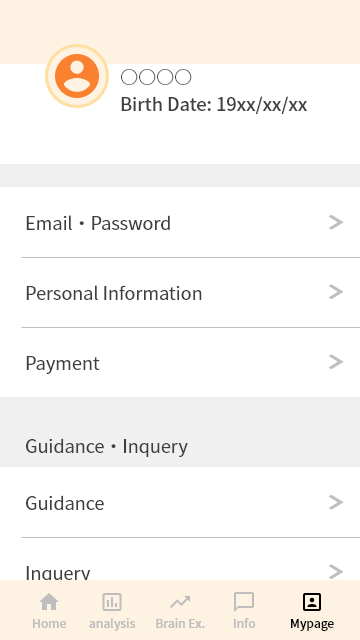 ○○○○
Birth Date: 19xx/xx/xx
Email・Password
Personal Information
Payment
Guidance・Inquery
Guidance
Inquery
Home analysis Brain Ex. Info Mypage